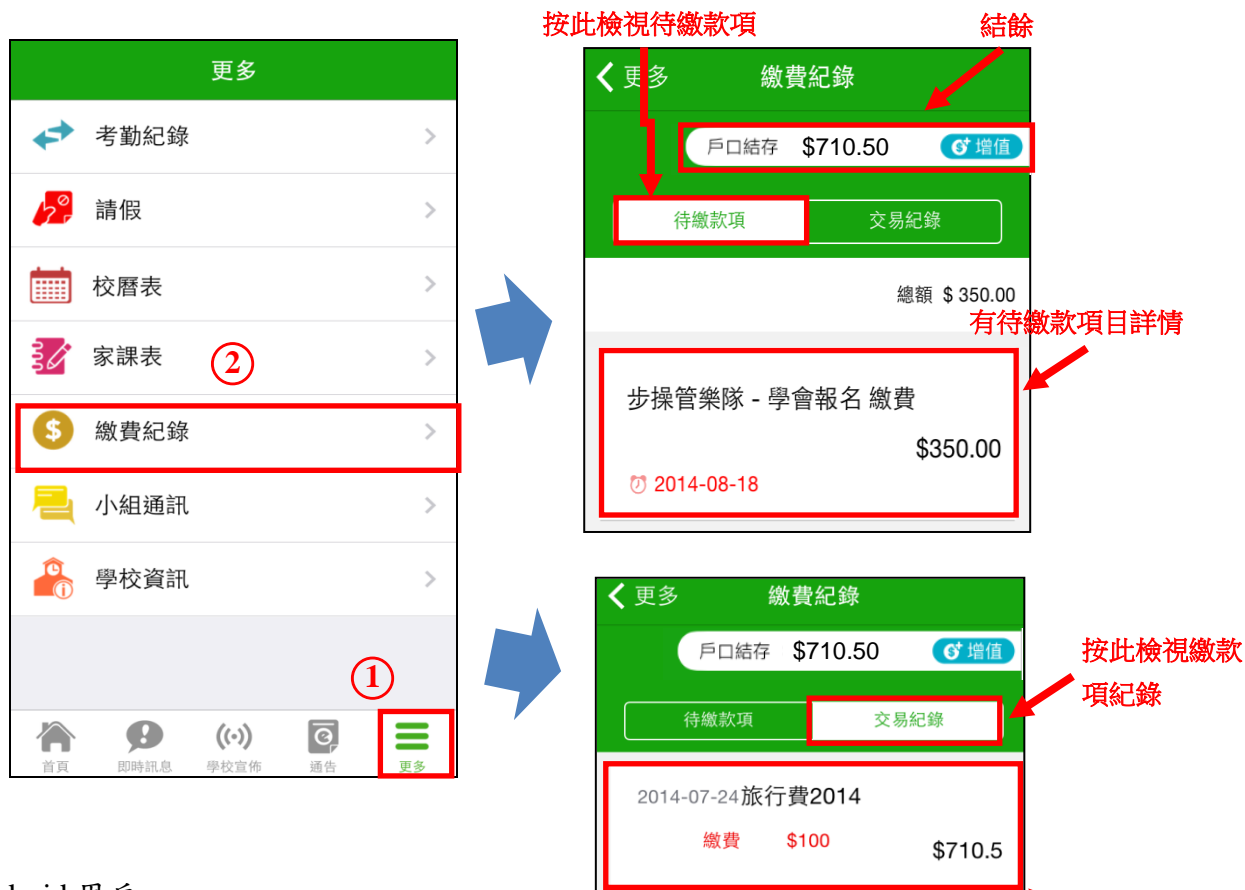 更多
考勤紀錄
請假
校曆表
家課表
②
繳費紀錄
小組通訊
學校資訊
①
首頁
即時訊息
學校宣佈
通告
更多
按此檢視待繳款項
結餘
更多
繳費紀錄
戶口結存 $710.50
增值
待繳款項
交易紀錄
總額 $ 350.00
有待繳款項目詳情
步操管樂隊 - 學會報名 繳費
$350.00
2014-08-18
更多
繳費紀錄
戶口結存 $710.50
增值
按此檢視繳款
項紀錄
待繳款項
交易紀錄
2014-07-24旅行費2014
繳費 $100
$710.5